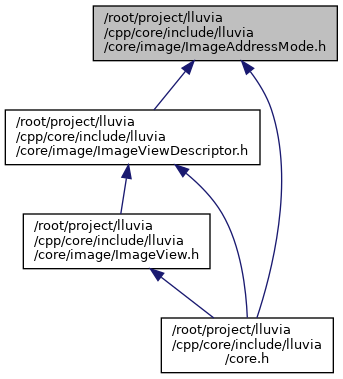 /root/project/lluvia
/cpp/core/include/lluvia
/core/image/ImageAddressMode.h
/root/project/lluvia
/cpp/core/include/lluvia
/core/image/ImageViewDescriptor.h
/root/project/lluvia
/cpp/core/include/lluvia
/core/image/ImageView.h
/root/project/lluvia
/cpp/core/include/lluvia
/core.h